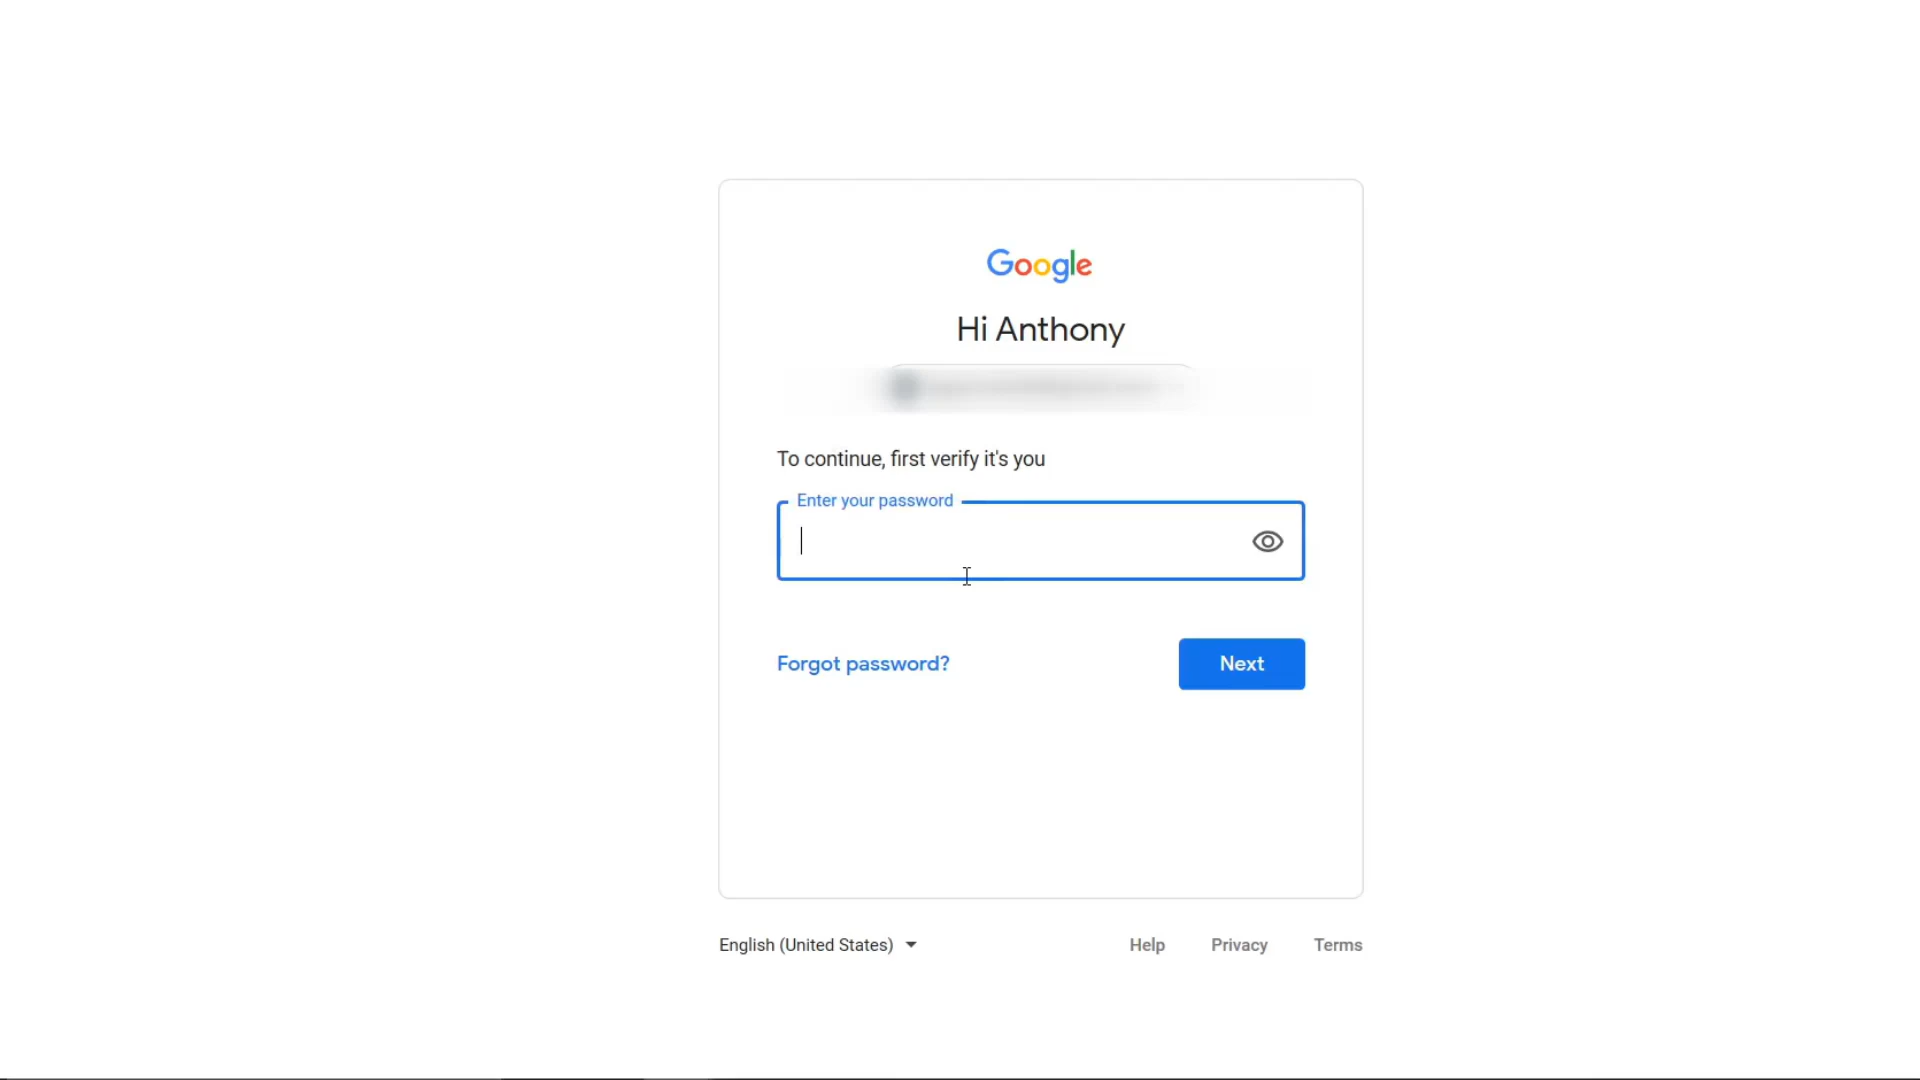 Google
Hi Anthony
To continue, first verify it's you
Enter your password
Forgot password?
Next
English (United States)
Help
Privacy
Terms